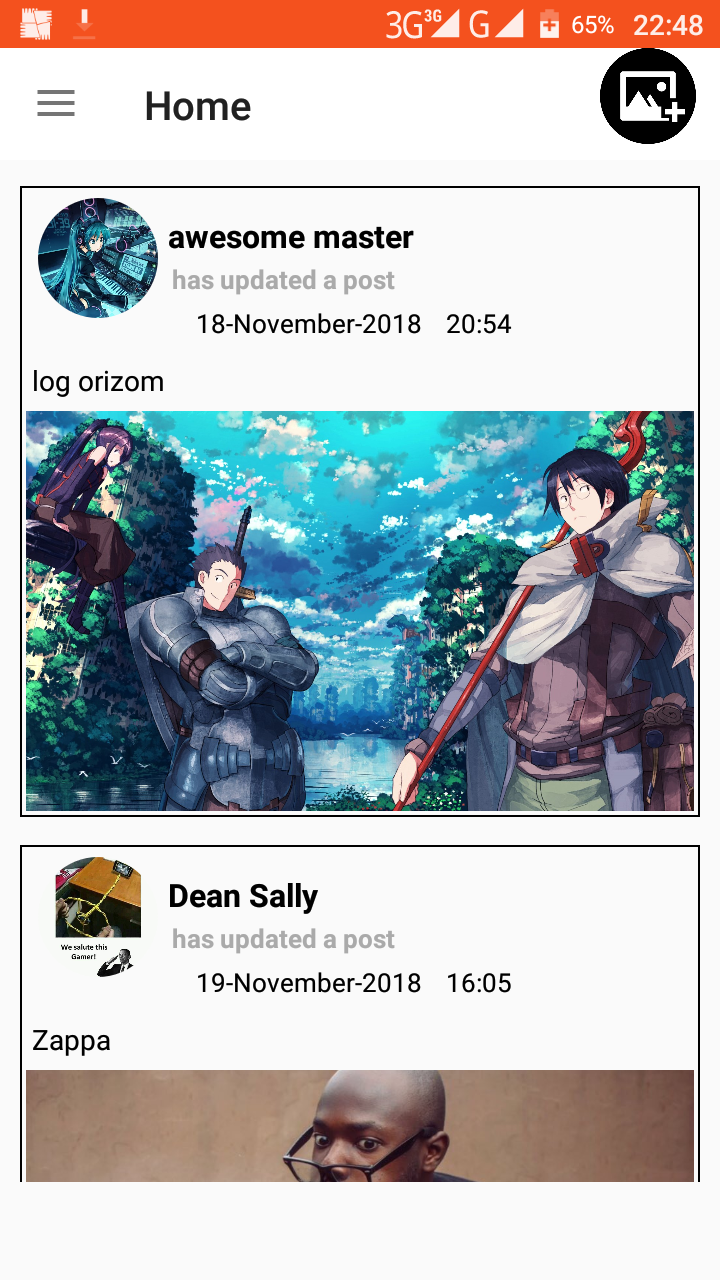 3G 3G G 65% 22:48
Home
awesome master
has updated a post
18-November-2018 20:54
log orizom
Dean Sally
has updated a post
We salute this
Gamer!
19-November-2018 16:05
Zappa